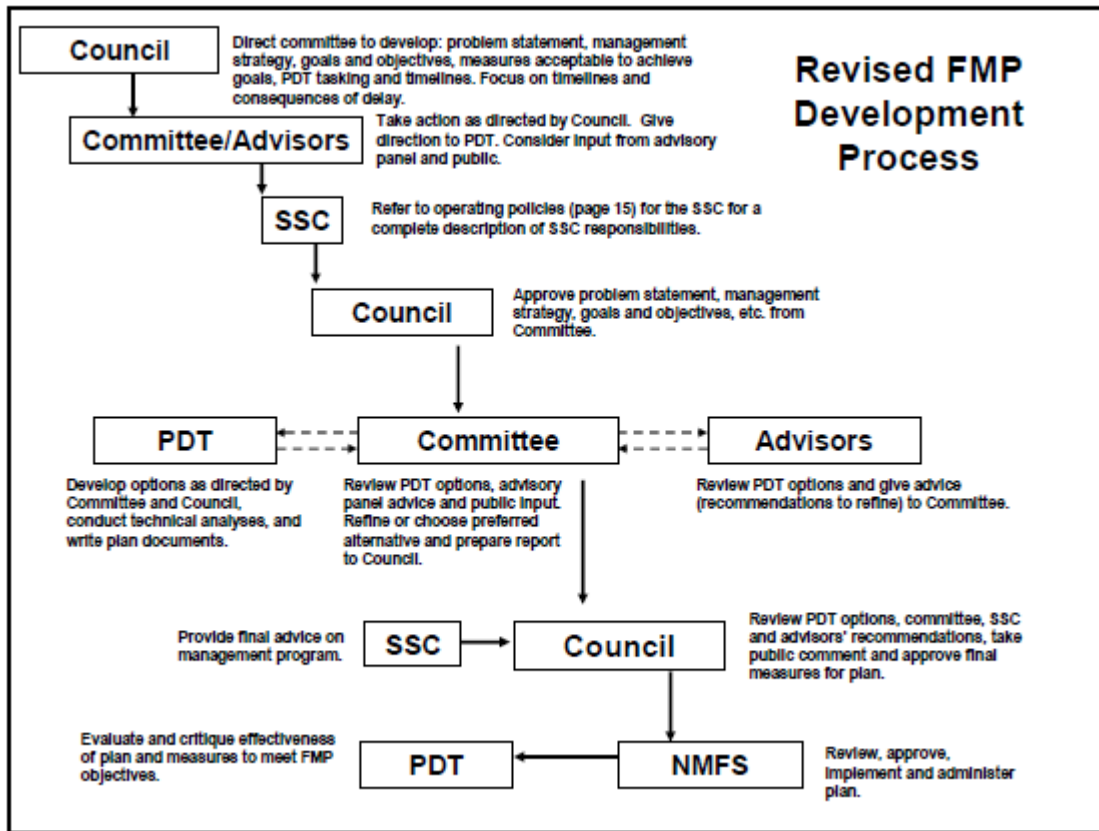 Council
Direct committee to develop: problem statement, management
strategy, goals and objectives, measures acceptable to achieve
goals, PDT tasking and timelines. Focus on timelines and
consequences of delay.
Revised FMP
Development
Process
Committee/Advisors
Take action as directed by Council. Give
direction to PDT. Consider input from advisory
panel and public.
SSC
Refer to operating policies (page 15) for the SSC for a
complete description of SSC responsibilities.
Council
Approve problem statement, management
strategy, goals and objectives, etc. from
Committee.
PDT
Committee
Advisors
Develop options as directed by
Committee and Council,
conduct technical analyses, and
write plan documents.
Review PDT options, advisory
panel advice and public input.
Refine or choose preferred
alternative and prepare report
to Council.
Review PDT options and give advice
(recommendations to refine) to Committee.
Provide final advice on
management program.
SSC
Council
Review PDT options, committee, SSC
and advisors' recommendations, take
public comment and approve final
measures for plan.
Evaluate and critique effectiveness
of plan and measures to meet FMP
objectives.
PDT
NMFS
Review, approve,
implement and administer
plan.